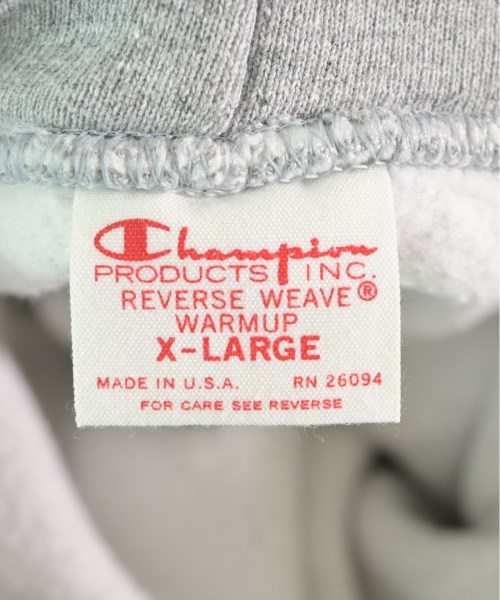 Champion
PRODUCTS INC.
REVERSE WEAVE®
WARMUP
X-LARGE
MADE IN U.S.A. RN 26094
FOR CARE SEE REVERSE